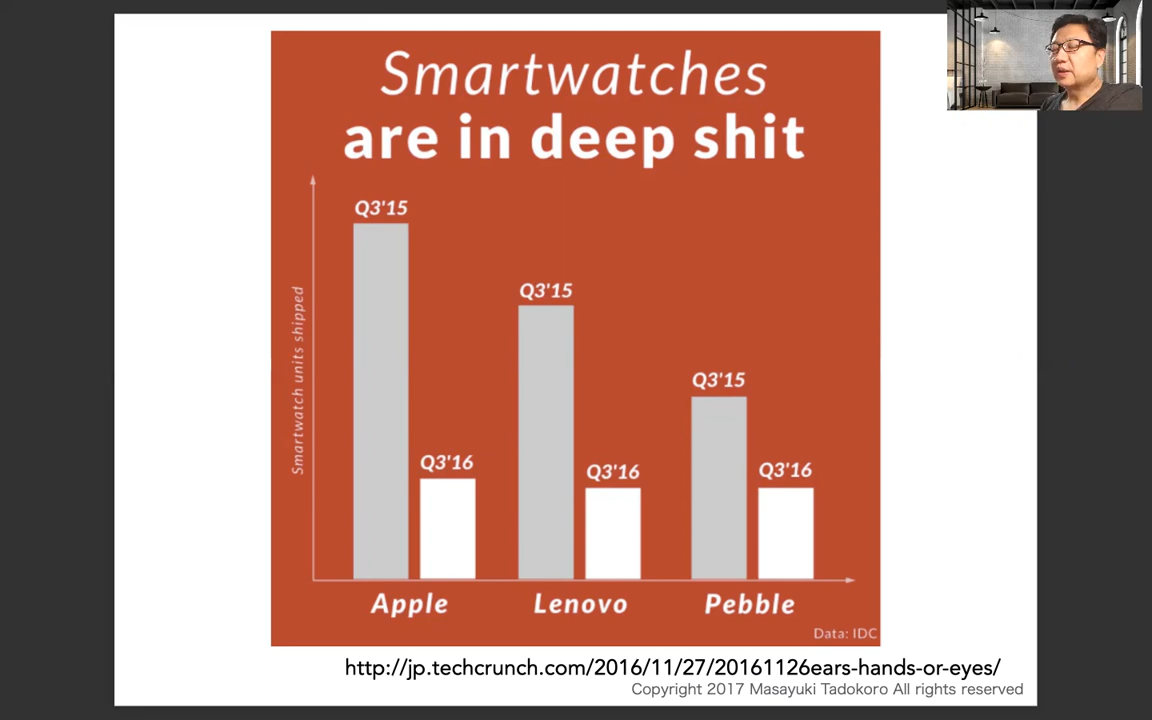 Smartwatches
are in deep shit
Smartwatch units shipped
Q3'15
Q3'16
Q3'15
Q3'16
Q3'15
Q3'16
Apple
Lenovo
Pebble
Data: IDC
http://jp.techcrunch.com/2016/11/27/20161126ears-hands-or-eyes/
Copyright 2017 Masayuki Tadokoro All rights reserved